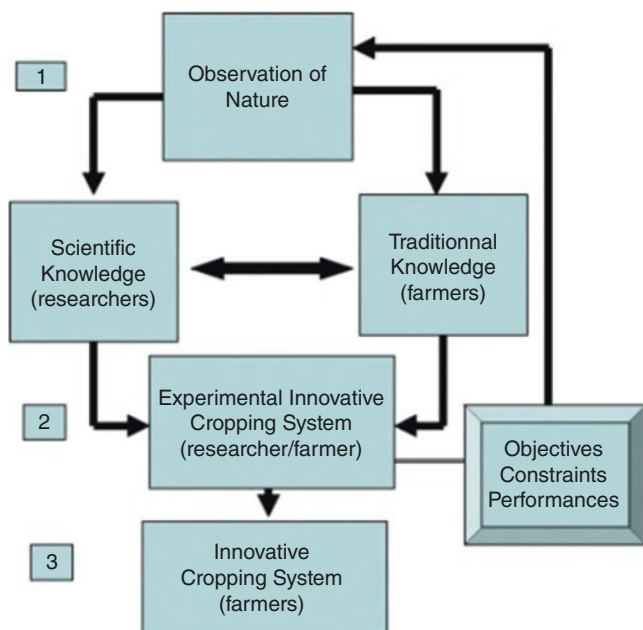 1
Observation of
Nature
Scientific
Knowledge
(researchers)
Traditionnal
Knowledge
(farmers)
2
Experimental Innovative
Cropping System
(researcher/farmer)
Objectives
Constraints
Performances
3
Innovative
Cropping System
(farmers)